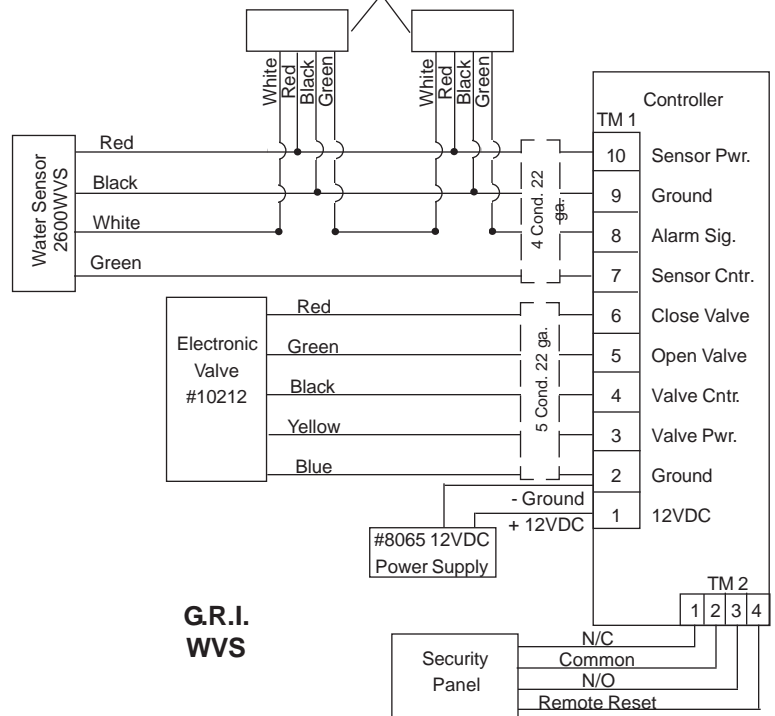 White
Red
Black
Green
White
Red
Black
Green
Controller
TM 1
Water Sensor
2600WVS
Red
Black
White
Green
4 Cond. 22
ga.
10 Sensor Pwr.
9 Ground
8 Alarm Sig.
7 Sensor Cntr.
6 Close Valve
5 Open Valve
4 Valve Cntr.
3 Valve Pwr.
2 Ground
1 12VDC
Electronic
Valve
#10212
Red
Green
Black
Yellow
Blue
5 Cond. 22 ga.
- Ground
+ 12VDC
#8065 12VDC
Power Supply
TM 2
1 2 3 4
G.R.I.
WVS
Security
Panel
N/C
Common
N/O
Remote Reset